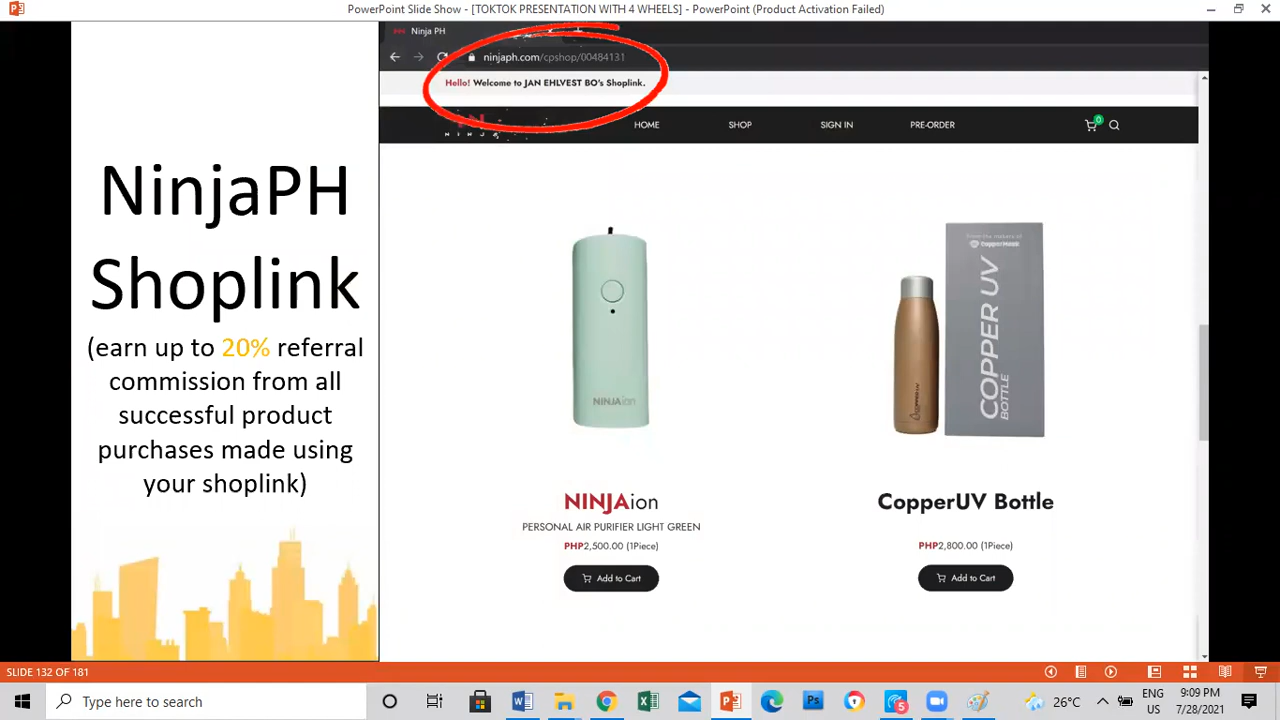 PowerPoint Slide Show - [TOKTOK PRESENTATION WITH 4 WHEELS] - PowerPoint (Product Activation Failed)
Ninja PH
ninjaph.com/cpshop/00484131
Hello! Welcome to JAN EHLVEST BO's Shoplink.
NINJA
HOME
SHOP
SIGN IN
PRE-ORDER
0
NinjaPH
Shoplink
(earn up to 20% referral
commission from all
successful product
purchases made using
your shoplink)
NINJAion
COPPER UV
BOTTLE
NINJAion
PERSONAL AIR PURIFIER LIGHT GREEN
PHP2,500.00 (1Piece)
Add to Cart
CopperUV Bottle
PHP2,800.00 (1Piece)
Add to Cart
SLIDE 132 OF 181
Type here to search
5
26°C
ENG
US
9:09 PM
7/28/2021